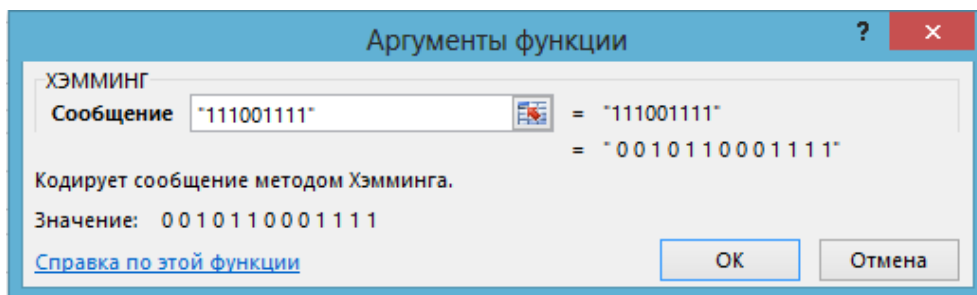 Аргументы функции ? ×
ХЭММИНГ
Сообщение "111001111" = "111001111"
= "0 0 1 0 1 1 0 0 0 1 1 1 1"
Кодирует сообщение методом Хэмминга.
Значение: 0 0 1 0 1 1 0 0 0 1 1 1 1
Справка по этой функции ОК Отмена